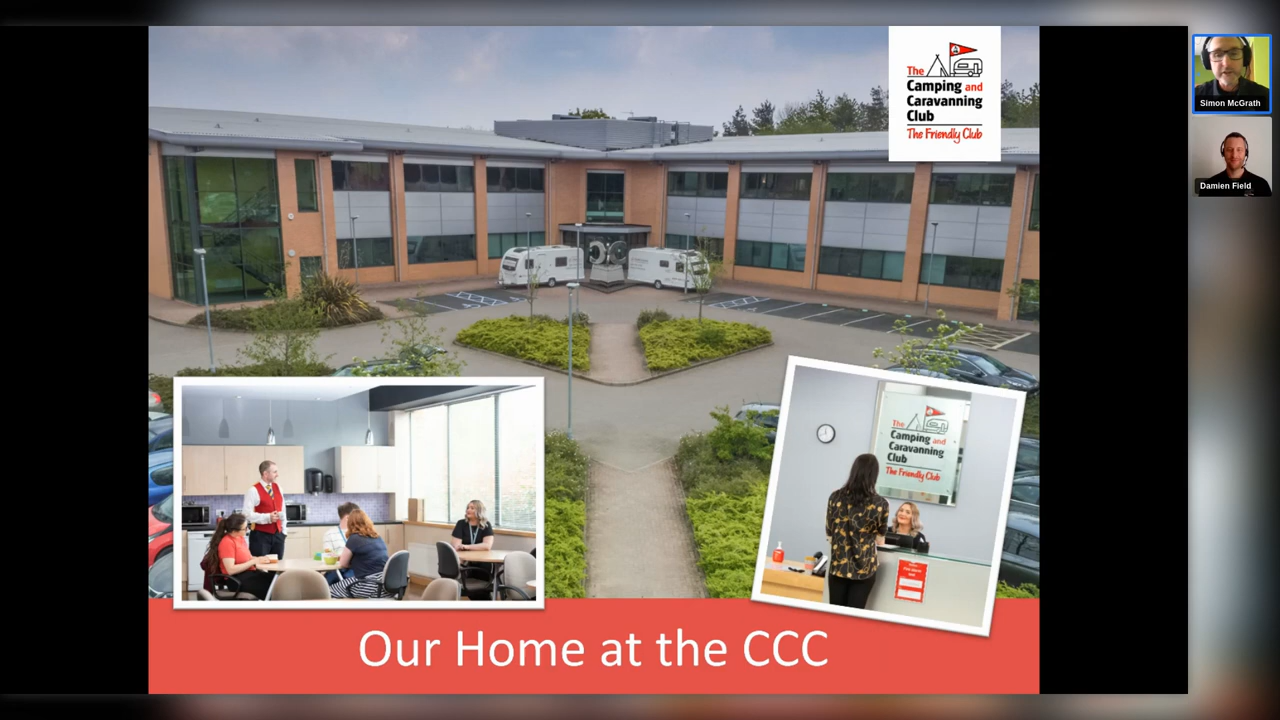 The
Camping and
Caravanning
Club
The Friendly Club
Simon McGrath
Damien Field
The
Camping and
Caravanning
Club
The Friendly Club
Our Home at the CCC